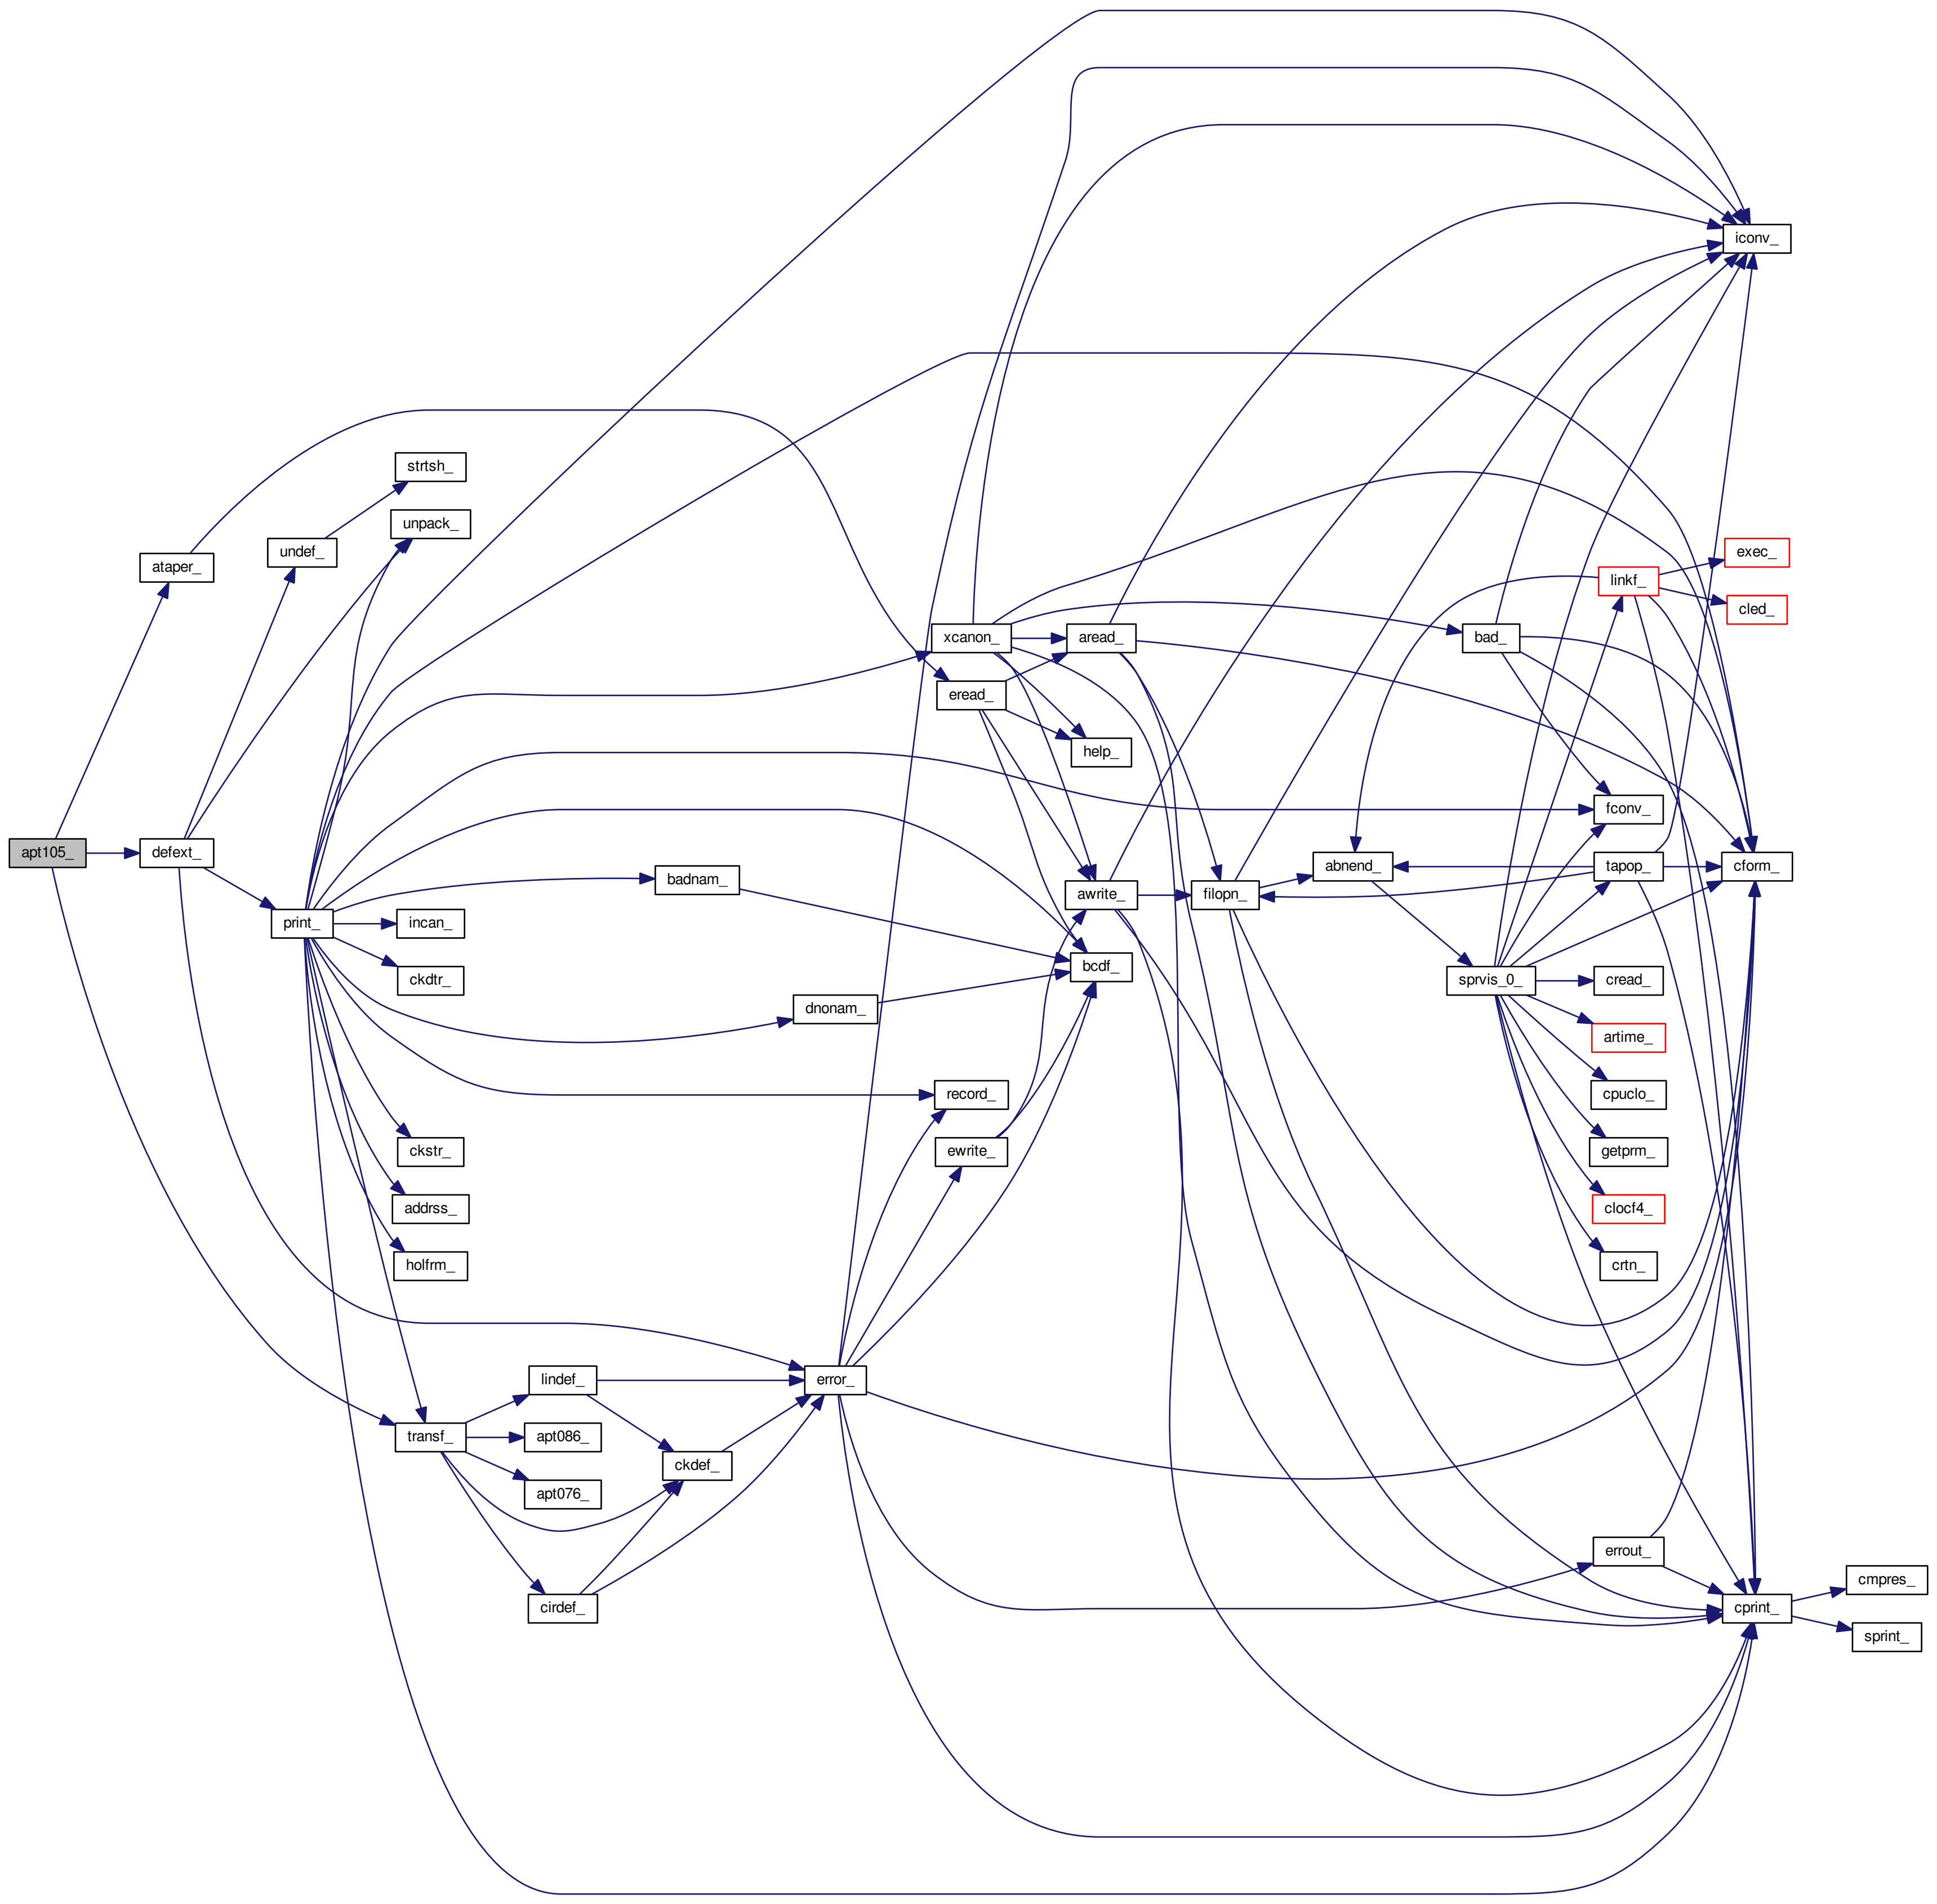 iconv_
strtsh_
unpack_
undef_
exec_
ataper_
linkf_
cled_
xcanon_
aread_
bad_
eread_
help_
fconv_
apt105_
defext_
abnend_
tapop_
cform_
badnam_
awrite_
filopn_
print_
incan_
bcdf_
ckdtr_
sprvis_0_
cread_
dnonam_
artime_
record_
cpuclo_
ckstr_
ewrite_
getprm_
addrss_
clocf4_
holfrm_
crtn_
lindef_
error_
transf_
apt086_
ckdef_
apt076_
errout_
cmpres_
cirdef_
cprint_
sprint_